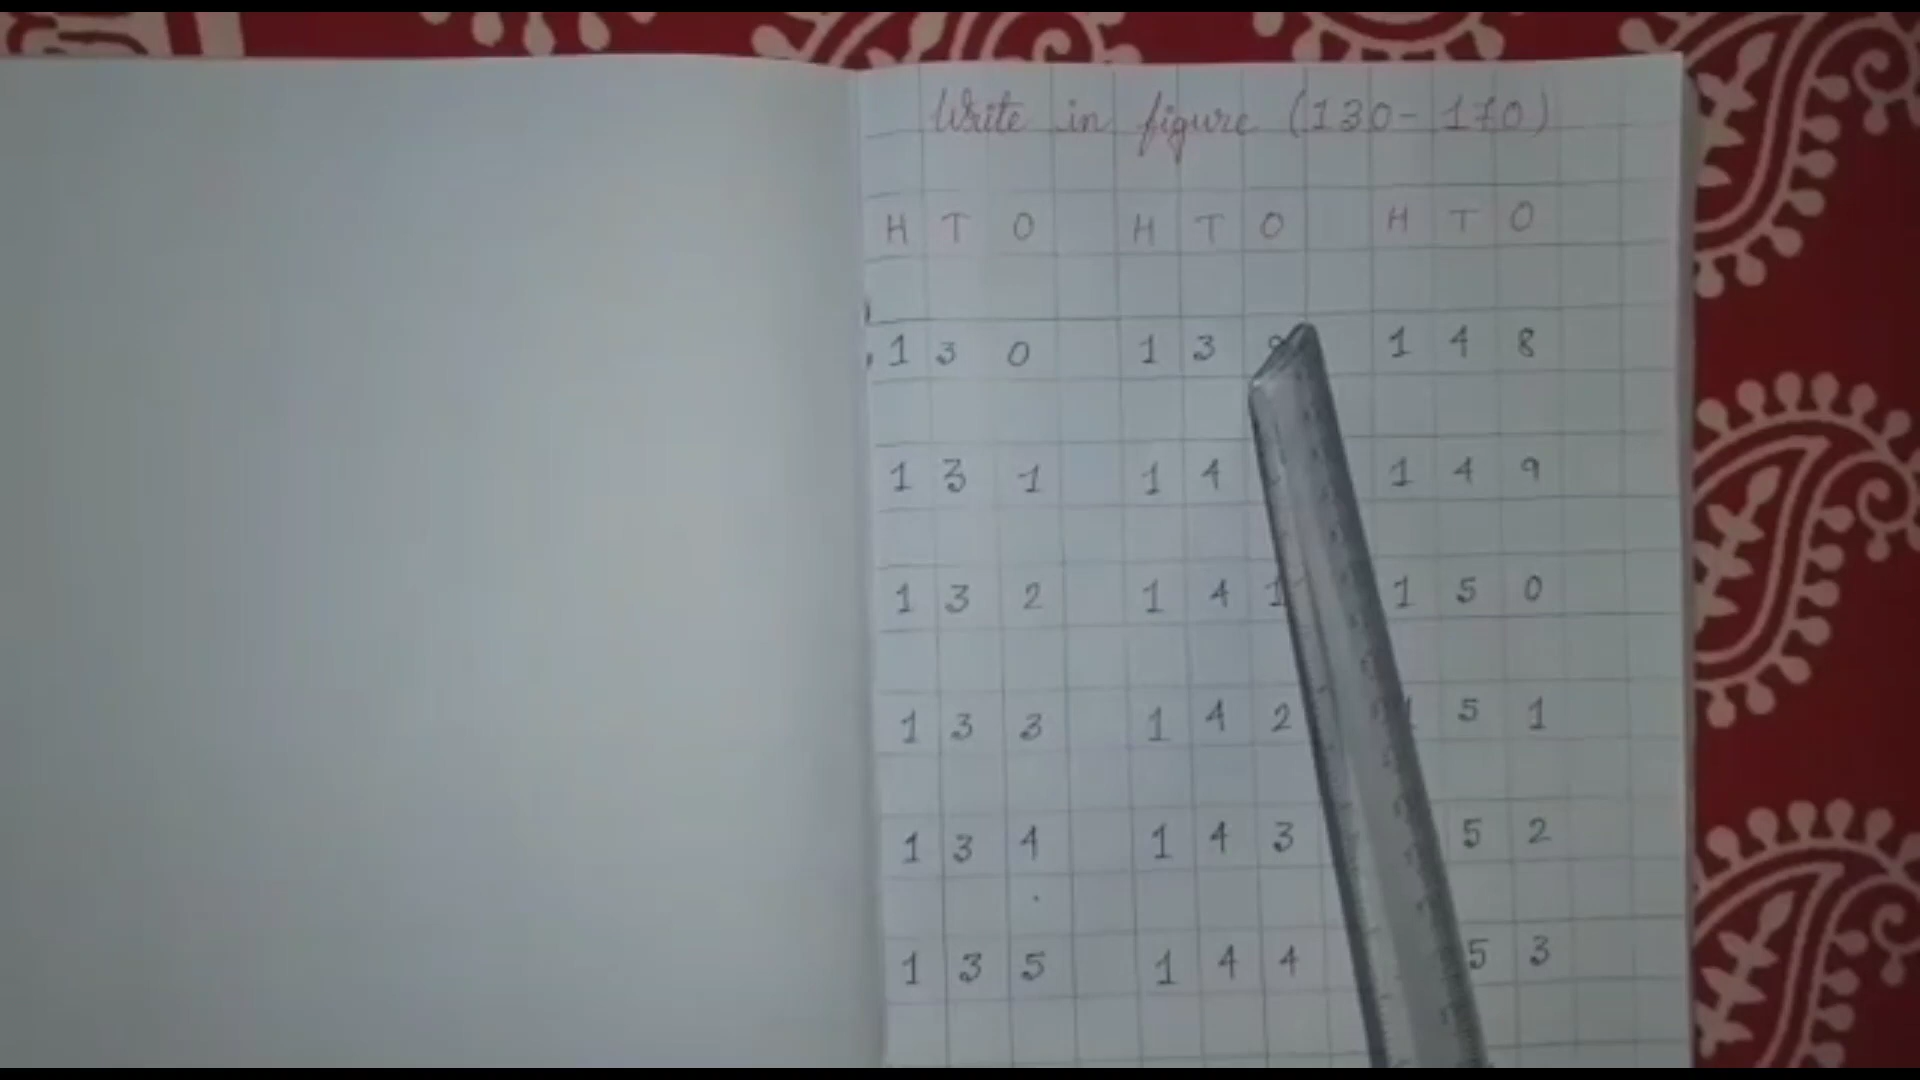 Write in figure (130-170)
H T O H T O H T O
1 3 0 1 3 9 1 4 8
1 3 1 1 4 1 4 9
1 3 2 1 4 1 1 5 0
1 3 3 1 4 2 1 5 1
1 3 4 1 4 3 5 2
1 3 5 1 4 4 5 3